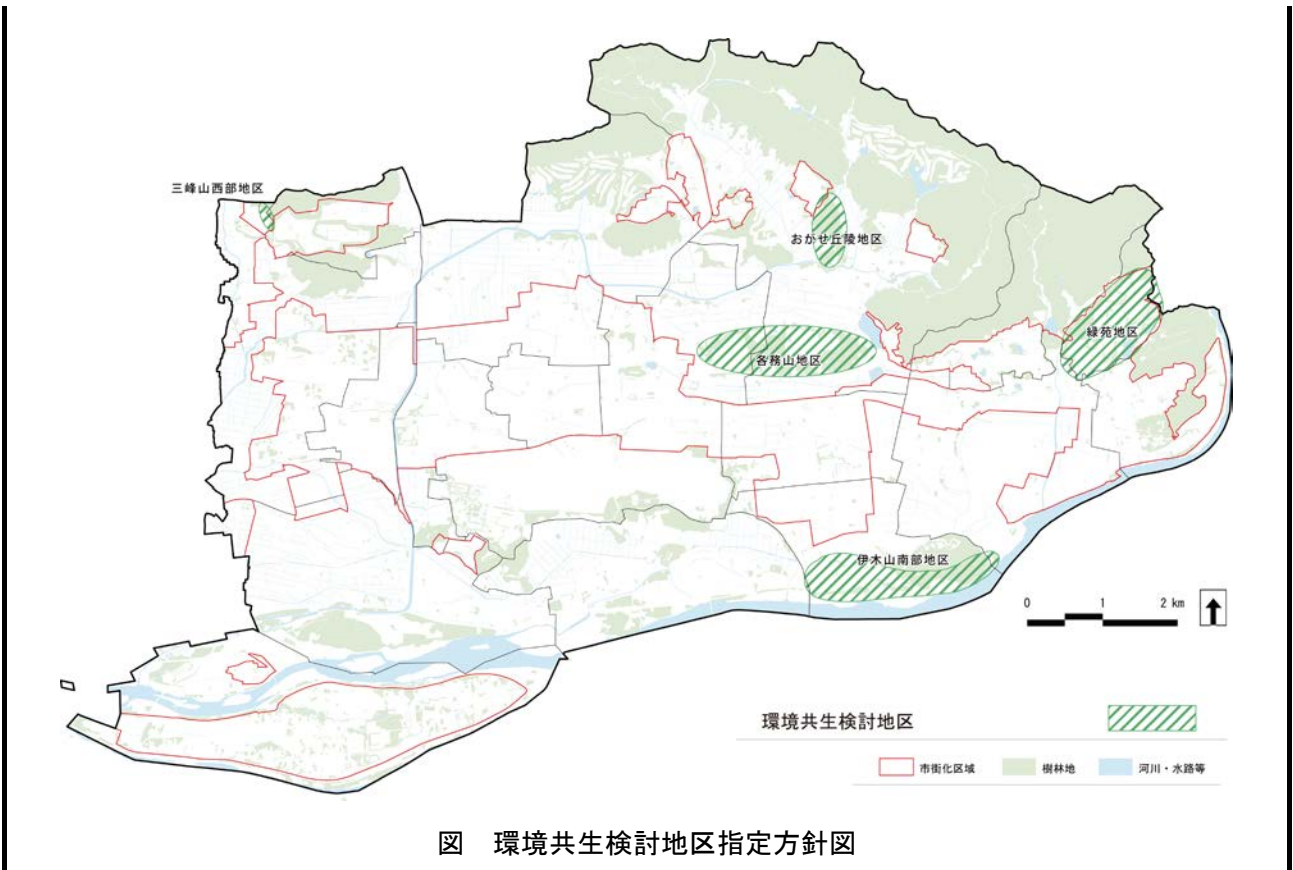 三峰山西部地区
おがせ丘陵地区
緑苑地区
各務山地区
伊木山南部地区
0 1 2 km
環境共生検討地区
市街化区域 樹林地 河川・水路等
図 環境共生検討地区指定方針図